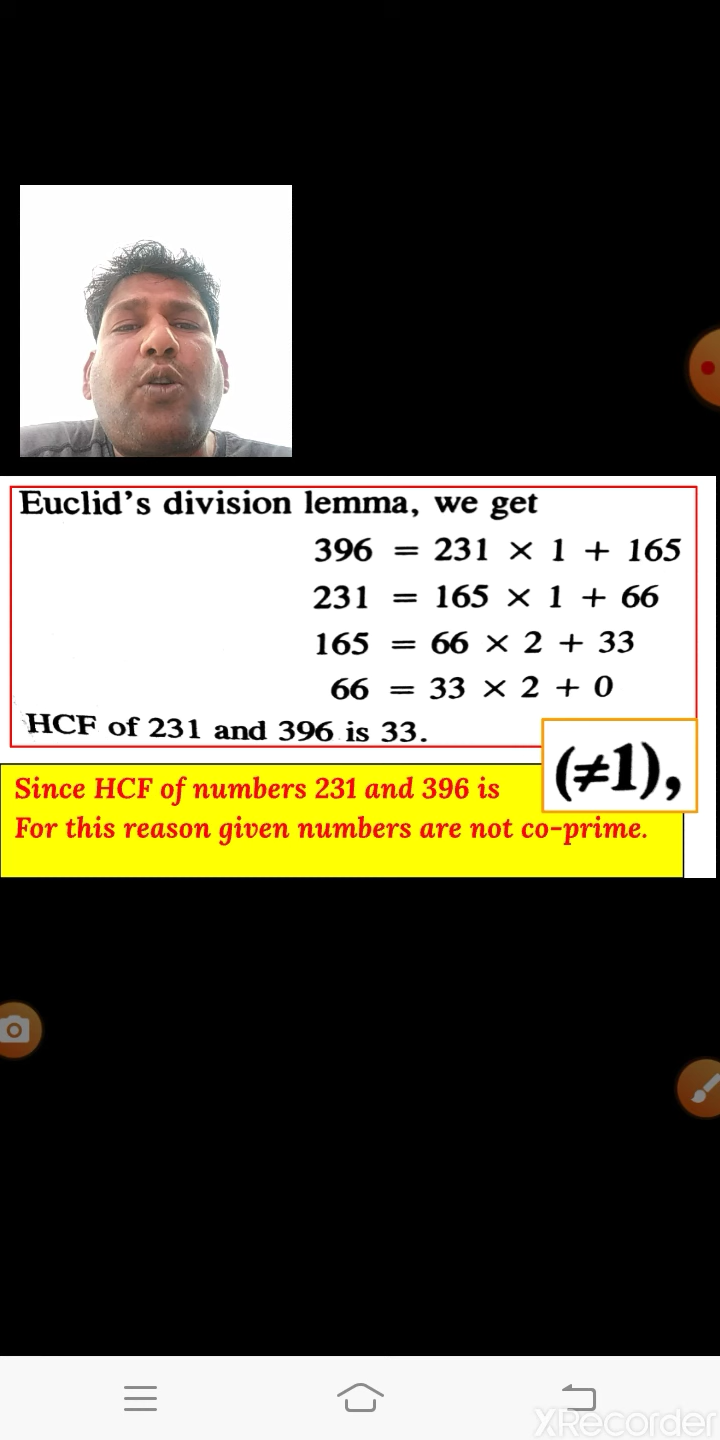 Euclid's division lemma, we get
396 = 231 × 1 + 165
231 = 165 × 1 + 66
165 = 66 × 2 + 33
66 = 33 × 2 + 0
HCF of 231 and 396 is 33.
Since HCF of numbers 231 and 396 is (≠1),
For this reason given numbers are not co-prime.
XRecorder